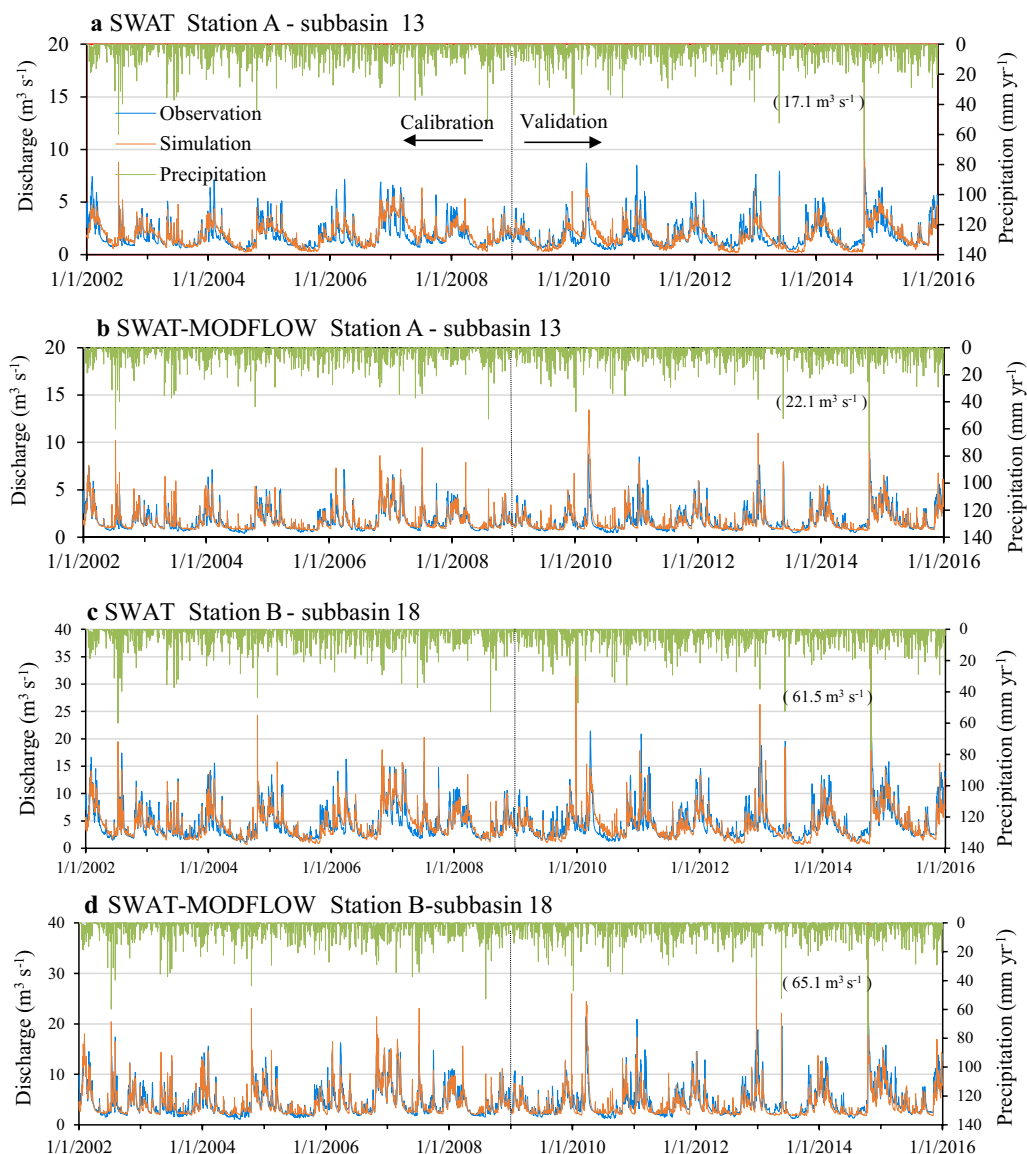 a SWAT Station A - subbasin 13
20
15
10
5
0
Discharge (m³ s⁻¹)
Observation
Simulation
Precipitation
Calibration
Validation
( 17.1 m³ s⁻¹ )
0
20
40
60
80
100
120
140
Precipitation (mm yr⁻¹)
1/1/2002 1/1/2004 1/1/2006 1/1/2008 1/1/2010 1/1/2012 1/1/2014 1/1/2016
b SWAT-MODFLOW Station A - subbasin 13
20
15
10
5
0
Discharge (m³ s⁻¹)
( 22.1 m³ s⁻¹ )
0
20
40
60
80
100
120
140
Precipitation (mm yr⁻¹)
1/1/2002 1/1/2004 1/1/2006 1/1/2008 1/1/2010 1/1/2012 1/1/2014 1/1/2016
c SWAT Station B - subbasin 18
40
35
30
25
20
15
10
5
0
Discharge (m³ s⁻¹)
( 61.5 m³ s⁻¹ )
0
20
40
60
80
100
120
140
Precipitation (mm yr⁻¹)
1/1/2002 1/1/2004 1/1/2006 1/1/2008 1/1/2010 1/1/2012 1/1/2014 1/1/2016
d SWAT-MODFLOW Station B-subbasin 18
40
30
20
10
0
Discharge (m³ s⁻¹)
( 65.1 m³ s⁻¹ )
0
20
40
60
80
100
120
140
Precipitation (mm yr⁻¹)
1/1/2002 1/1/2004 1/1/2006 1/1/2008 1/1/2010 1/1/2012 1/1/2014 1/1/2016